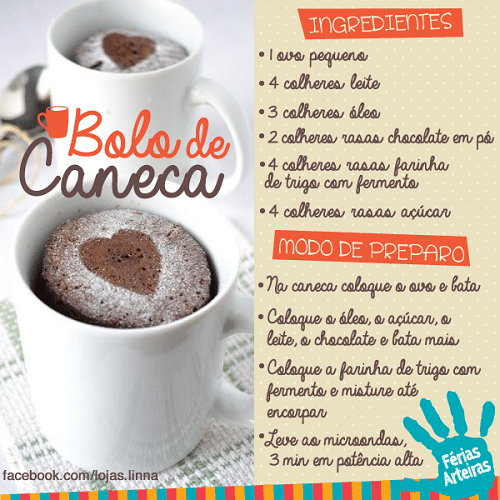 Bolo de
Caneca
INGREDIENTES
• 1 ovo pequeno
• 4 colheres leite
• 3 colheres óleo
• 2 colheres rasas chocolate em pó
• 4 colheres rasas farinha
de trigo com fermento
• 4 colheres rasas açúcar
MODO DE PREPARO
• Na caneca coloque o ovo e bata
• Coloque o óleo, o açúcar, o
leite, o chocolate e bata mais
• Coloque a farinha de trigo com
fermento e misture até
encorpar
• Leve ao microondas,
3 min em potência alta
Férias
Arteiras
facebook.com/lojas.linna